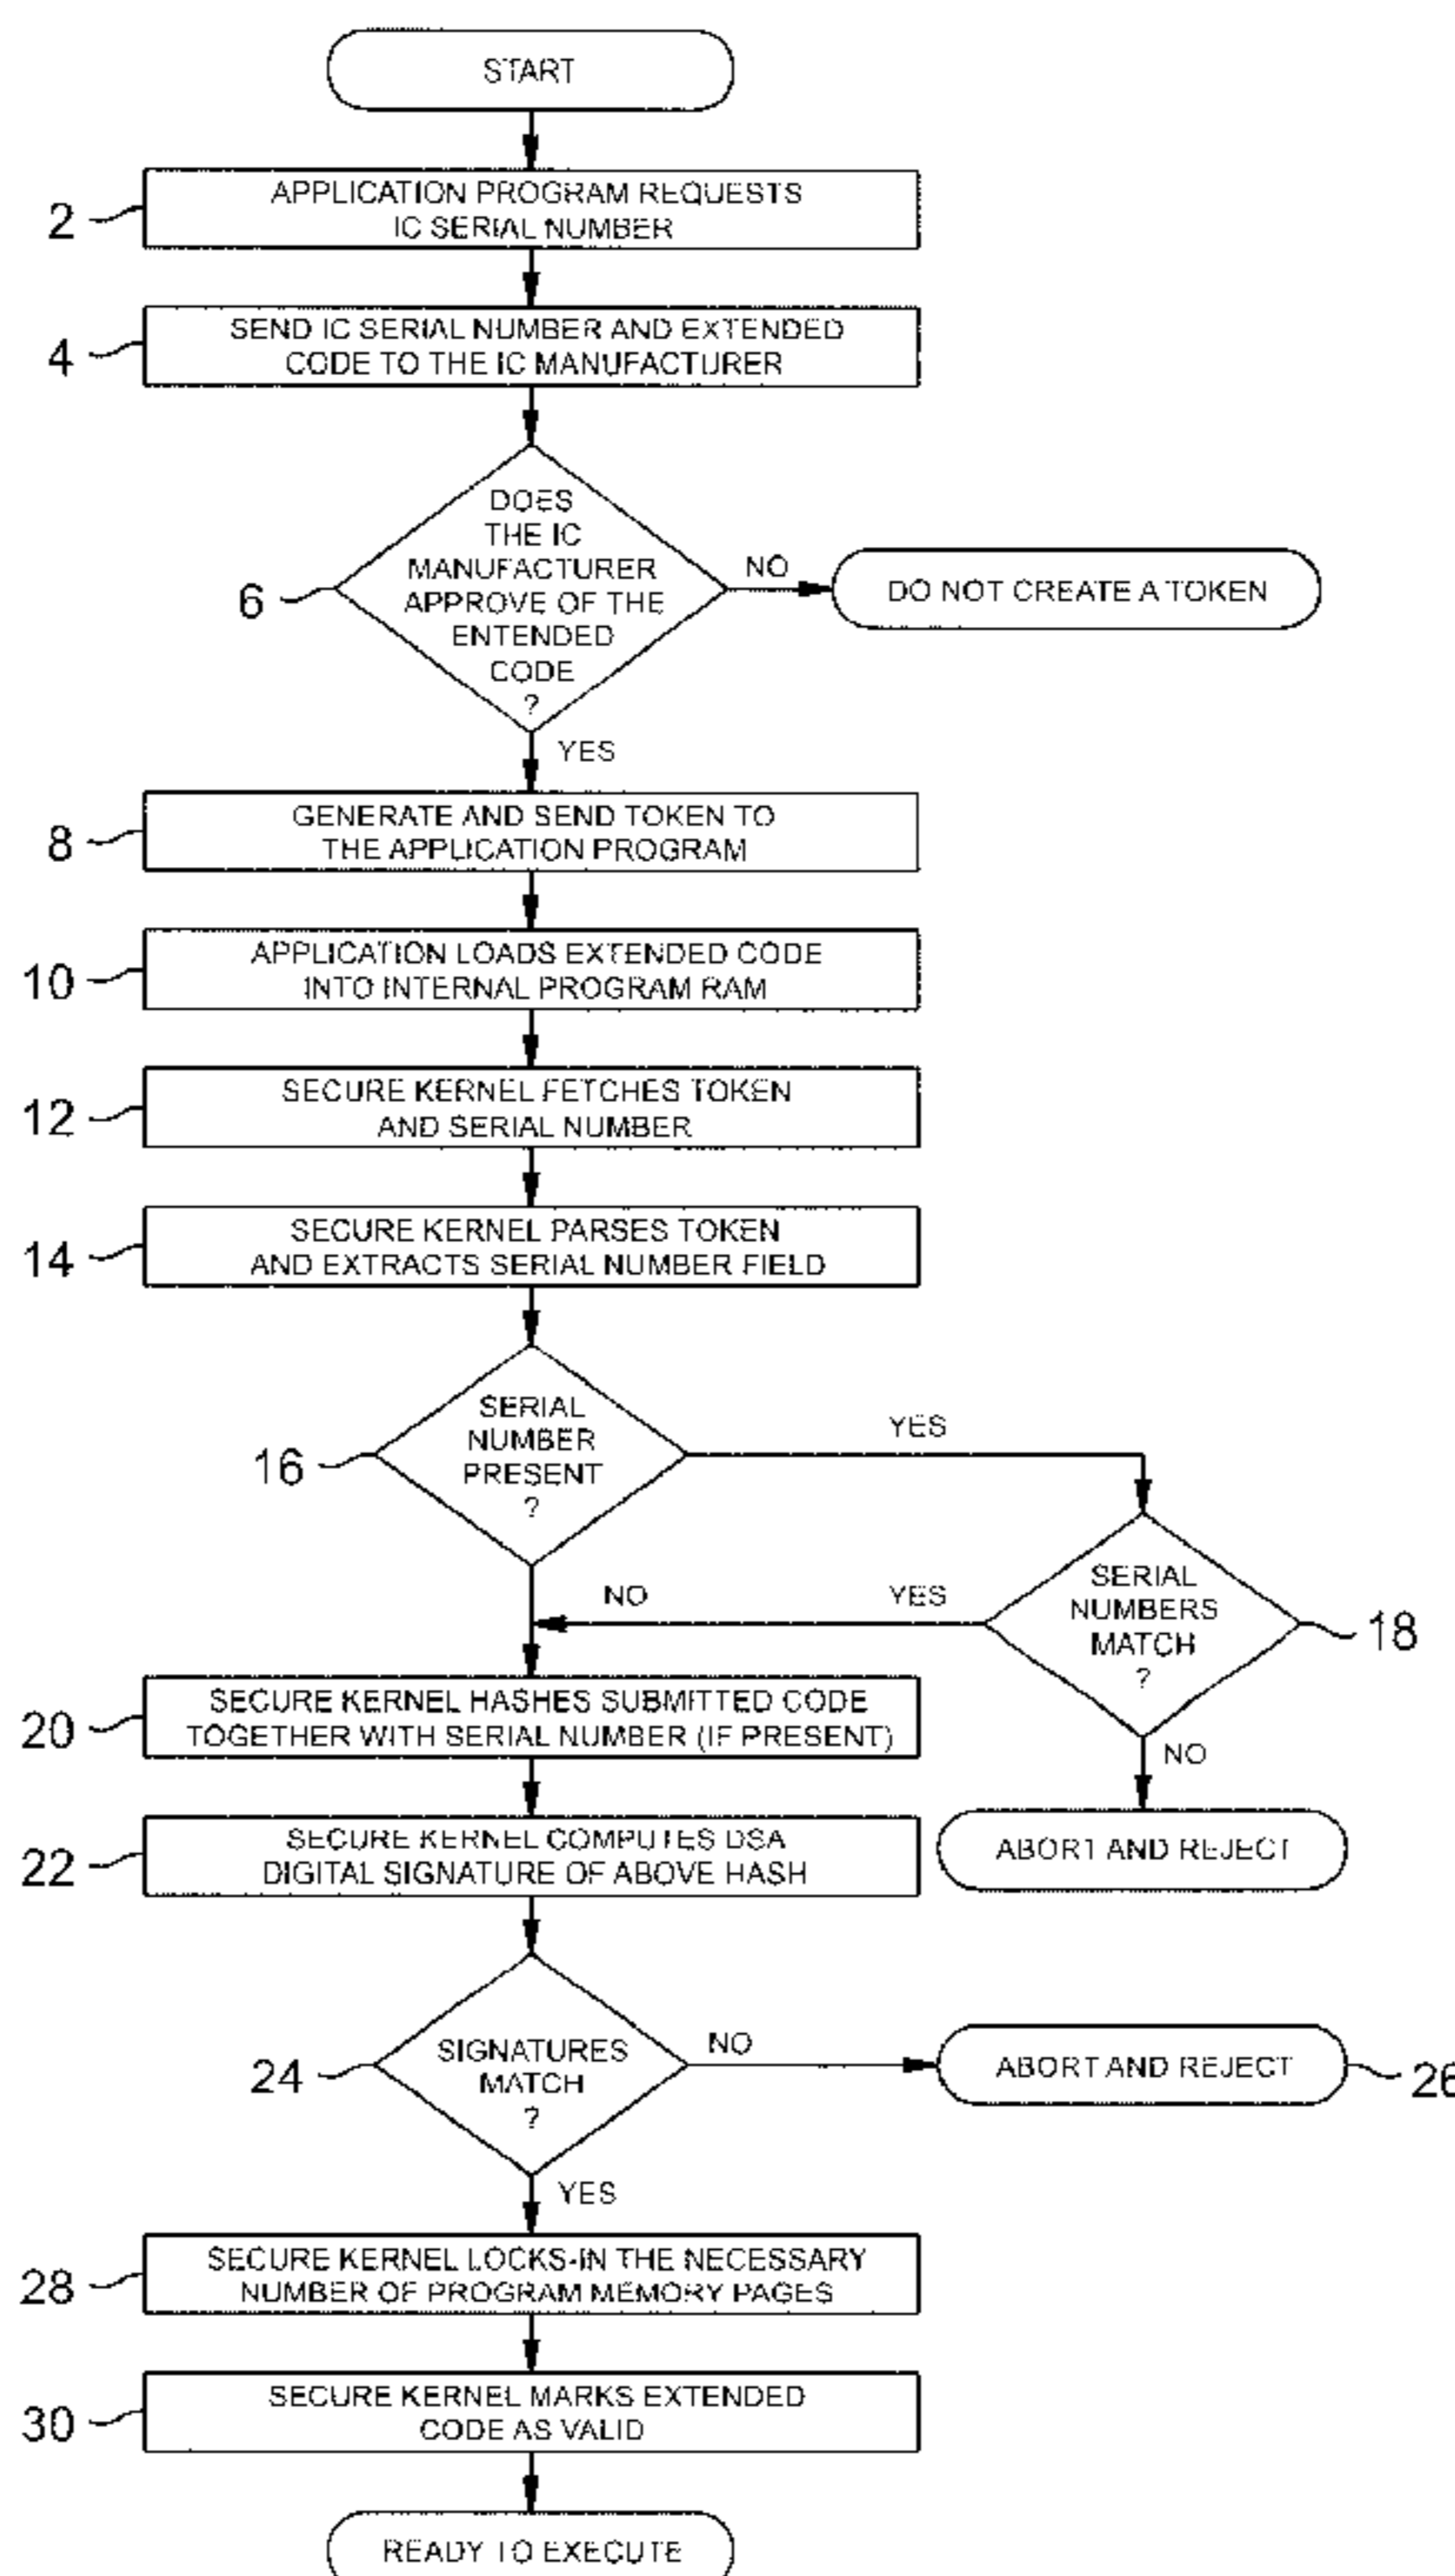 START
2
APPLICATION PROGRAM REQUESTS
IC SERIAL NUMBER
4
SEND IC SERIAL NUMBER AND EXTENDED
CODE TO THE IC MANUFACTURER
6
DOES
THE IC
MANUFACTURER
APPROVE OF THE
ENTENDED
CODE
?
NO
DO NOT CREATE A TOKEN
YES
8
GENERATE AND SEND TOKEN TO
THE APPLICATION PROGRAM
10
APPLICATION LOADS EXTENDED CODE
INTO INTERNAL PROGRAM RAM
12
SECURE KERNEL FETCHES TOKEN
AND SERIAL NUMBER
14
SECURE KERNEL PARSES TOKEN
AND EXTRACTS SERIAL NUMBER FIELD
16
SERIAL
NUMBER
PRESENT
?
YES
NO
YES
SERIAL
NUMBERS
MATCH
?
18
NO
ABORT AND REJECT
20
SECURE KERNEL HASHES SUBMITTED CODE
TOGETHER WITH SERIAL NUMBER (IF PRESENT)
22
SECURE KERNEL COMPUTES DSA
DIGITAL SIGNATURE OF ABOVE HASH
24
SIGNATURES
MATCH
?
NO
ABORT AND REJECT
26
YES
28
SECURE KERNEL LOCKS-IN THE NECESSARY
NUMBER OF PROGRAM MEMORY PAGES
30
SECURE KERNEL MARKS EXTENDED
CODE AS VALID
READY TO EXECUTE